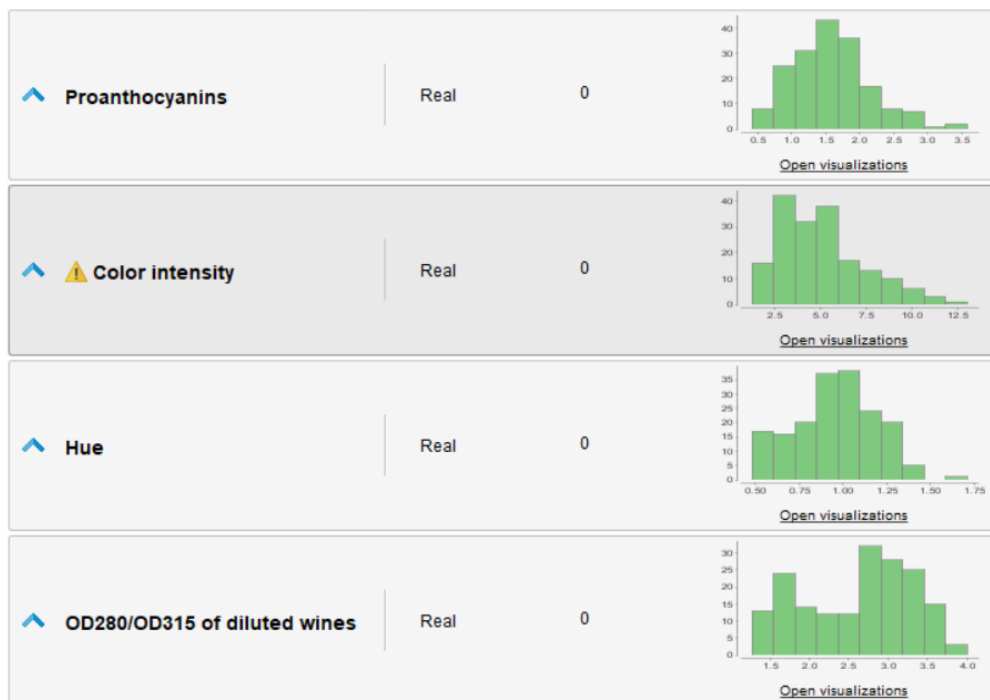 Proanthocyanins Real 0
40
30
20
10
0
0.5 1.0 1.5 2.0 2.5 3.0 3.5
Open visualizations
Color intensity Real 0
40
30
20
10
0
2.5 5.0 7.5 10.0 12.5
Open visualizations
Hue Real 0
35
30
25
20
15
10
5
0
0.50 0.75 1.00 1.25 1.50 1.75
Open visualizations
OD280/OD315 of diluted wines Real 0
30
25
20
15
10
5
0
1.5 2.0 2.5 3.0 3.5 4.0
Open visualizations